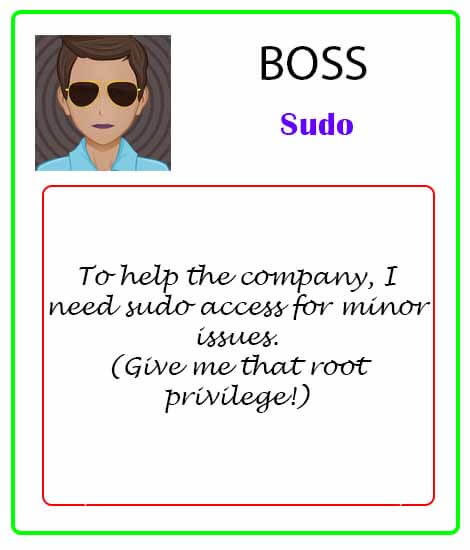 BOSS
Sudo
To help the company, I
need sudo access for minor
issues.
(Give me that root
privilege!)